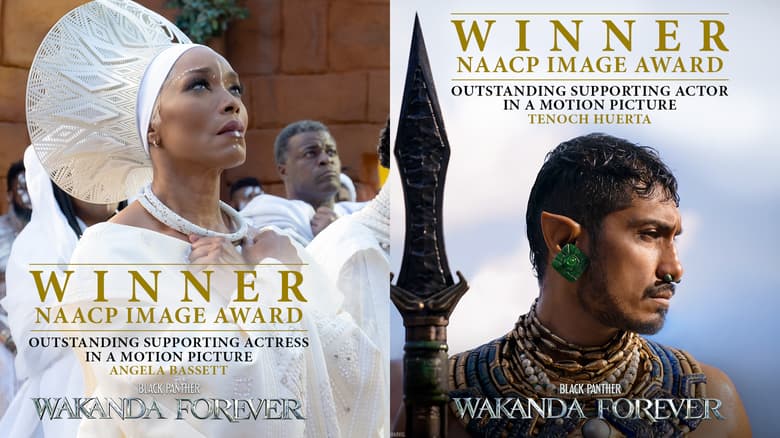 WINNER
NAACP IMAGE AWARD
OUTSTANDING SUPPORTING ACTRESS
IN A MOTION PICTURE
ANGELA BASSETT
BLACK PANTHER
WAKANDA FOREVER
WINNER
NAACP IMAGE AWARD
OUTSTANDING SUPPORTING ACTOR
IN A MOTION PICTURE
TENOCH HUERTA
BLACK PANTHER
WAKANDA FOREVER